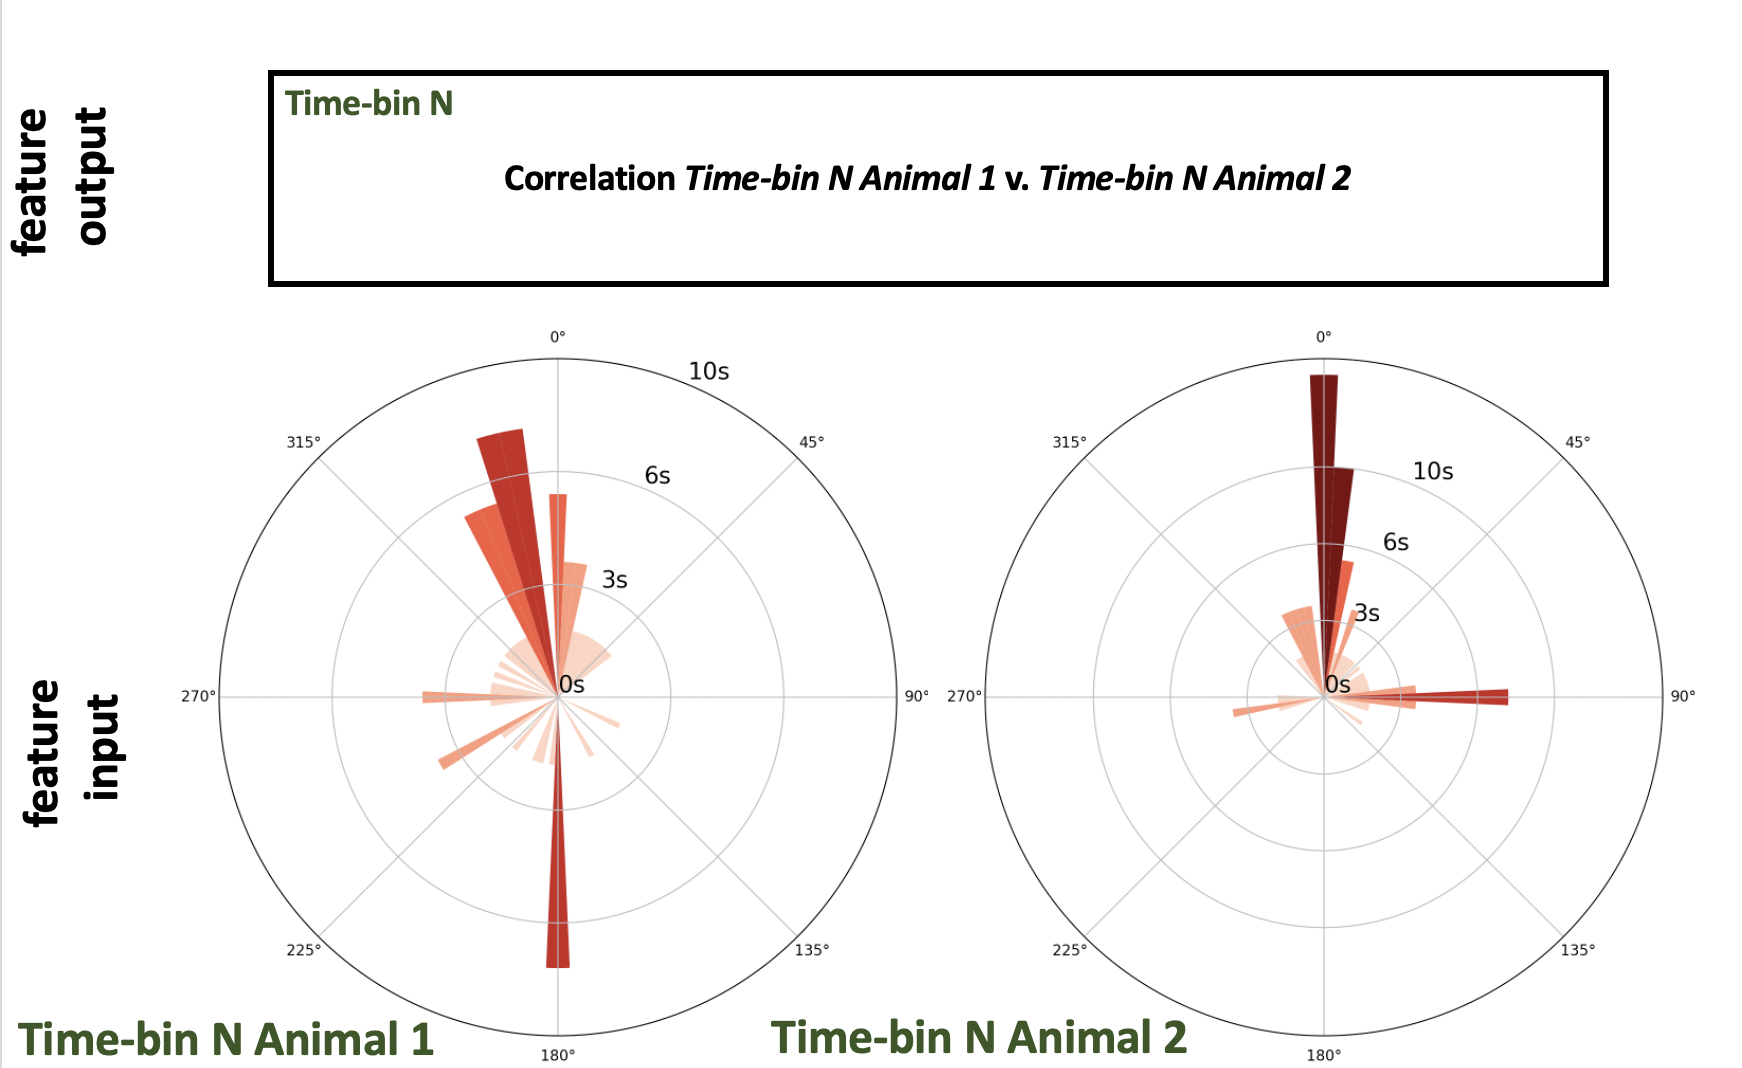 feature
output
Time-bin N
Correlation Time-bin N Animal 1 v. Time-bin N Animal 2
feature
input
0°
45°
90°
135°
180°
225°
270°
315°
10s
6s
3s
0s
Time-bin N Animal 1
0°
45°
90°
135°
180°
225°
270°
315°
10s
6s
3s
0s
Time-bin N Animal 2